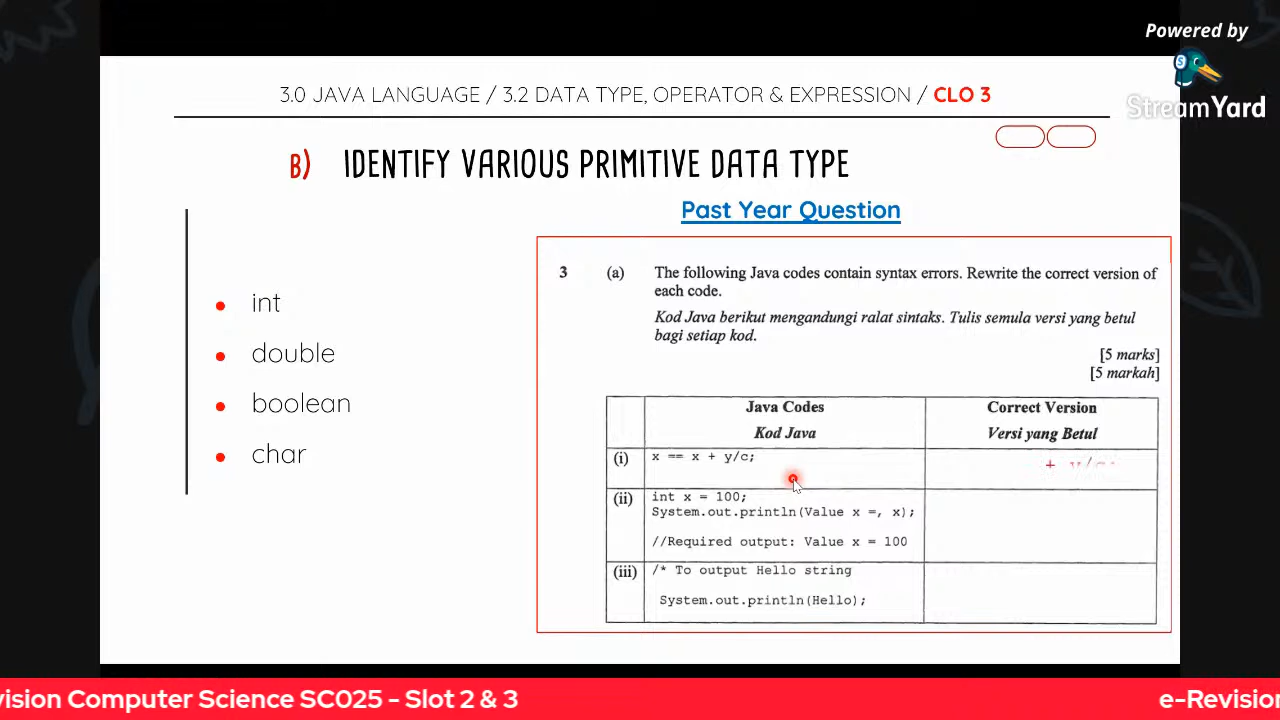 Powered by
StreamYard
3.0 JAVA LANGUAGE / 3.2 DATA TYPE, OPERATOR & EXPRESSION / CLO 3
B) IDENTIFY VARIOUS PRIMITIVE DATA TYPE
Past Year Question
• int
• double
• boolean
• char
3 (a) The following Java codes contain syntax errors. Rewrite the correct version of
each code.
Kod Java berikut mengandungi ralat sintaks. Tulis semula versi yang betul
bagi setiap kod.
[5 marks]
[5 markah]
Java Codes
Kod Java
Correct Version
Versi yang Betul
(i) x == x + y/c;
(ii) int x = 100;
System.out.println(Value x =, x);
//Required output: Value x = 100
(iii) /* To output Hello string
System.out.println(Hello);
vision Computer Science SC025 - Slot 2 & 3
e-Revision